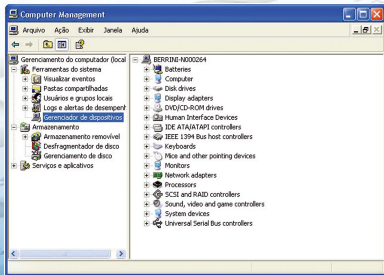 Computer Management
Arquivo Ação Exibir Janela Ajuda
Gerenciamento do computador (local
Ferramentas do sistema
Visualizar eventos
Pastas compartilhadas
Usuários e grupos locais
Logs e alertas de desempenh
Gerenciador de dispositivos
Armazenamento
Armazenamento removível
Desfragmentador de disco
Gerenciamento de disco
Serviços e aplicativos
BERRINI-N000264
Batteries
Computer
Disk drives
Display adapters
DVD/CD-ROM drives
Human Interface Devices
IDE ATA/ATAPI controllers
IEEE 1394 Bus host controllers
Keyboards
Mice and other pointing devices
Monitors
Network adapters
Processors
SCSI and RAID controllers
Sound, video and game controllers
System devices
Universal Serial Bus controllers